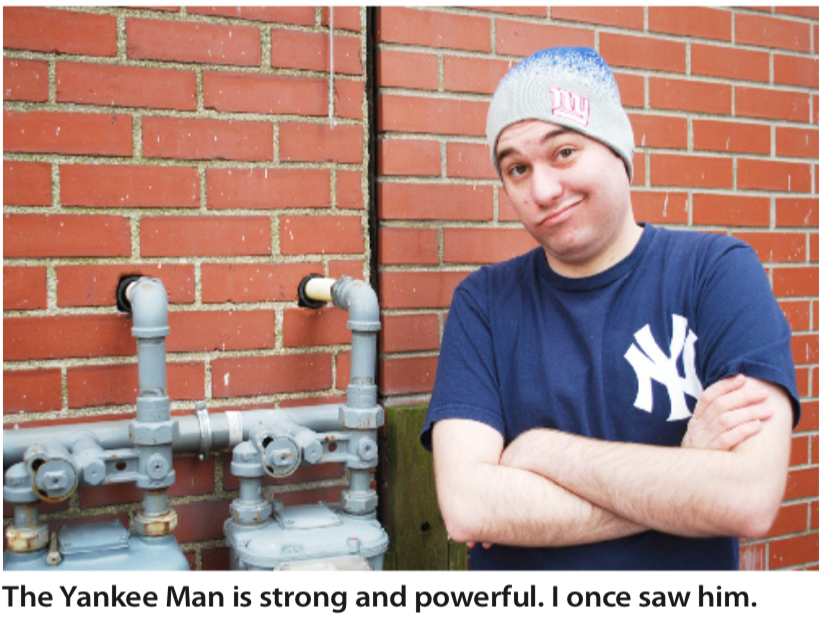 ny
NY
The Yankee Man is strong and powerful. I once saw him.